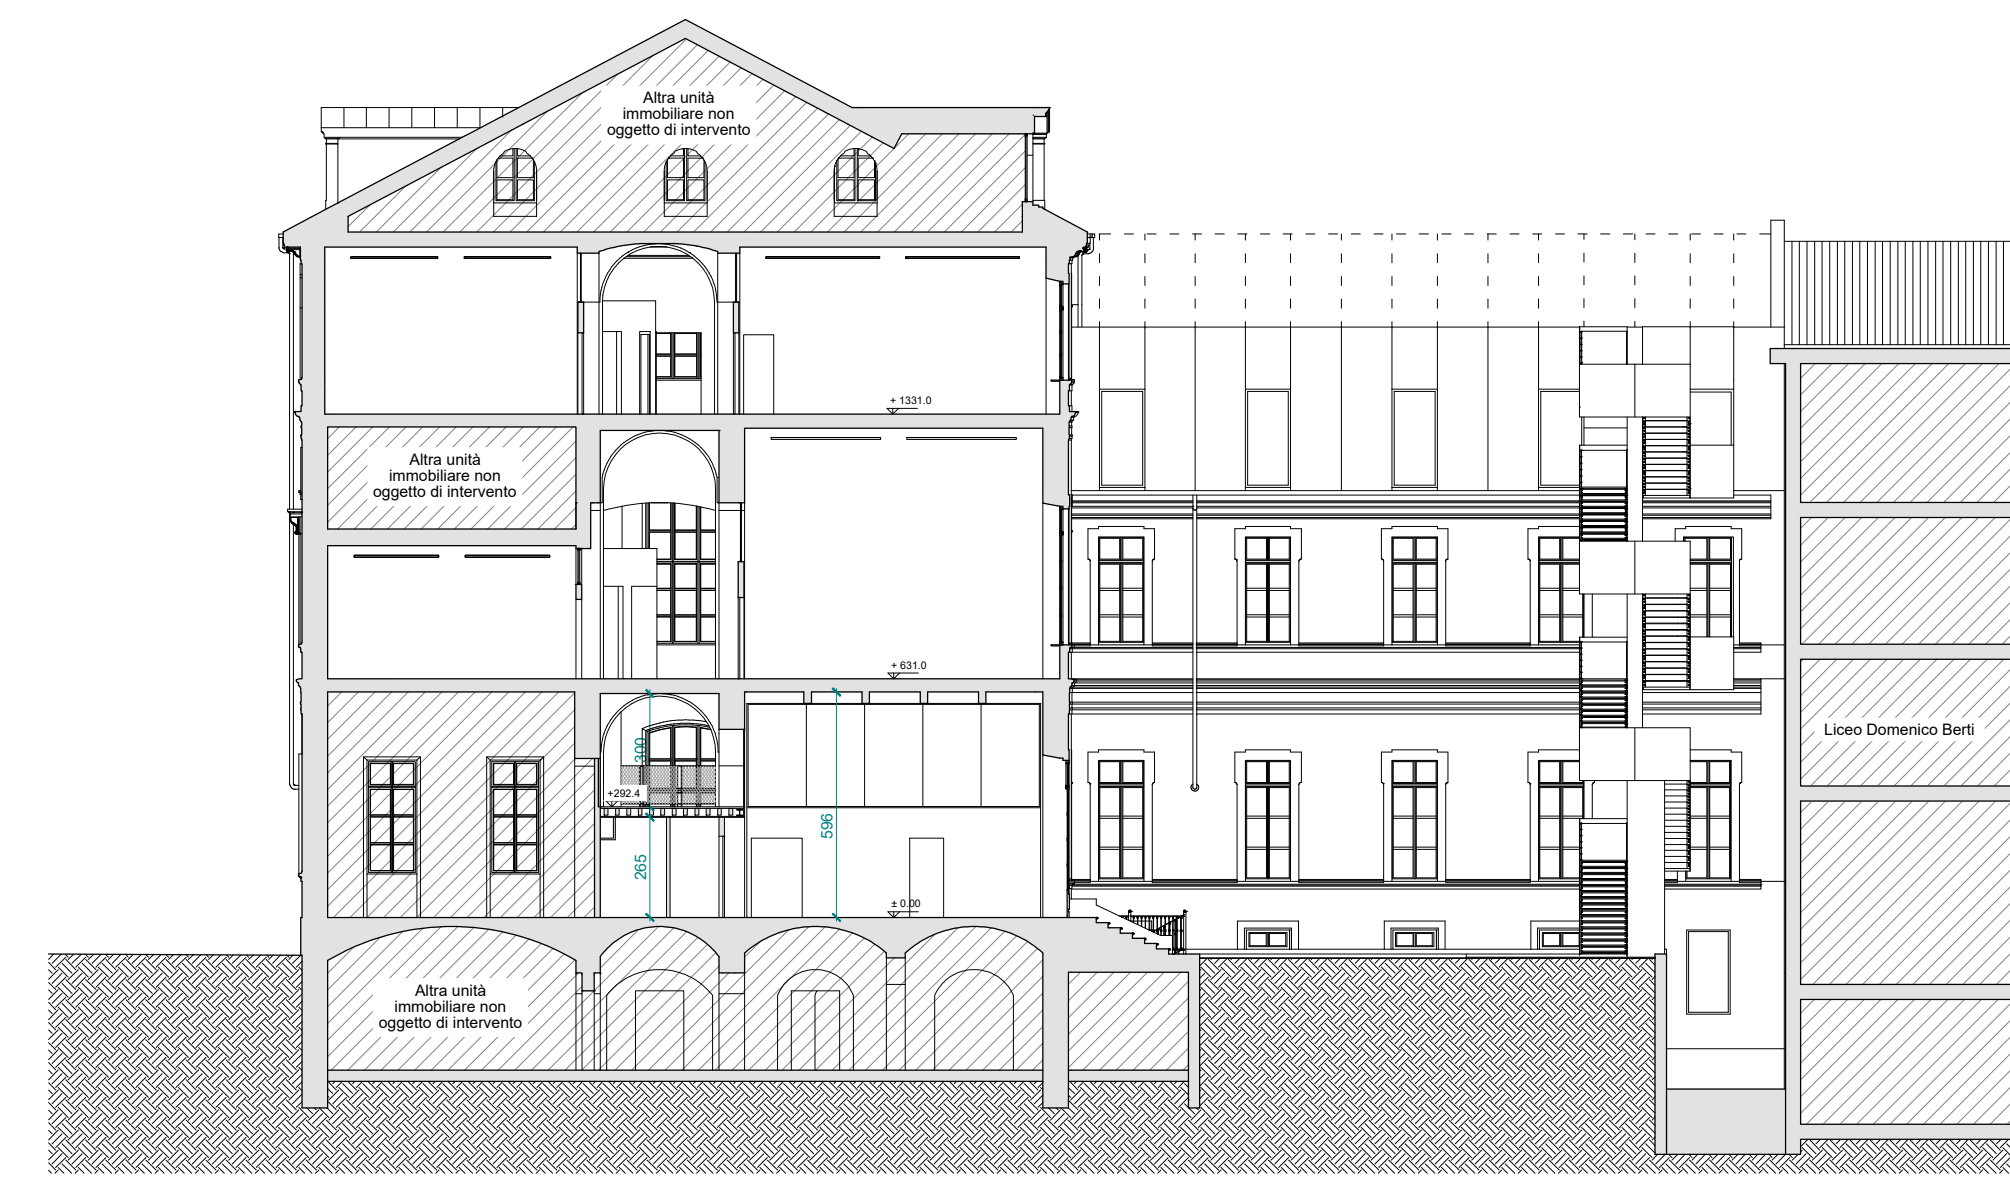 Altra unità
immobiliare non
oggetto di intervento
+ 1331.0
Altra unità
immobiliare non
oggetto di intervento
+ 631.0
300
+292.4
596
265
Liceo Domenico Berti
± 0.00
Altra unità
immobiliare non
oggetto di intervento